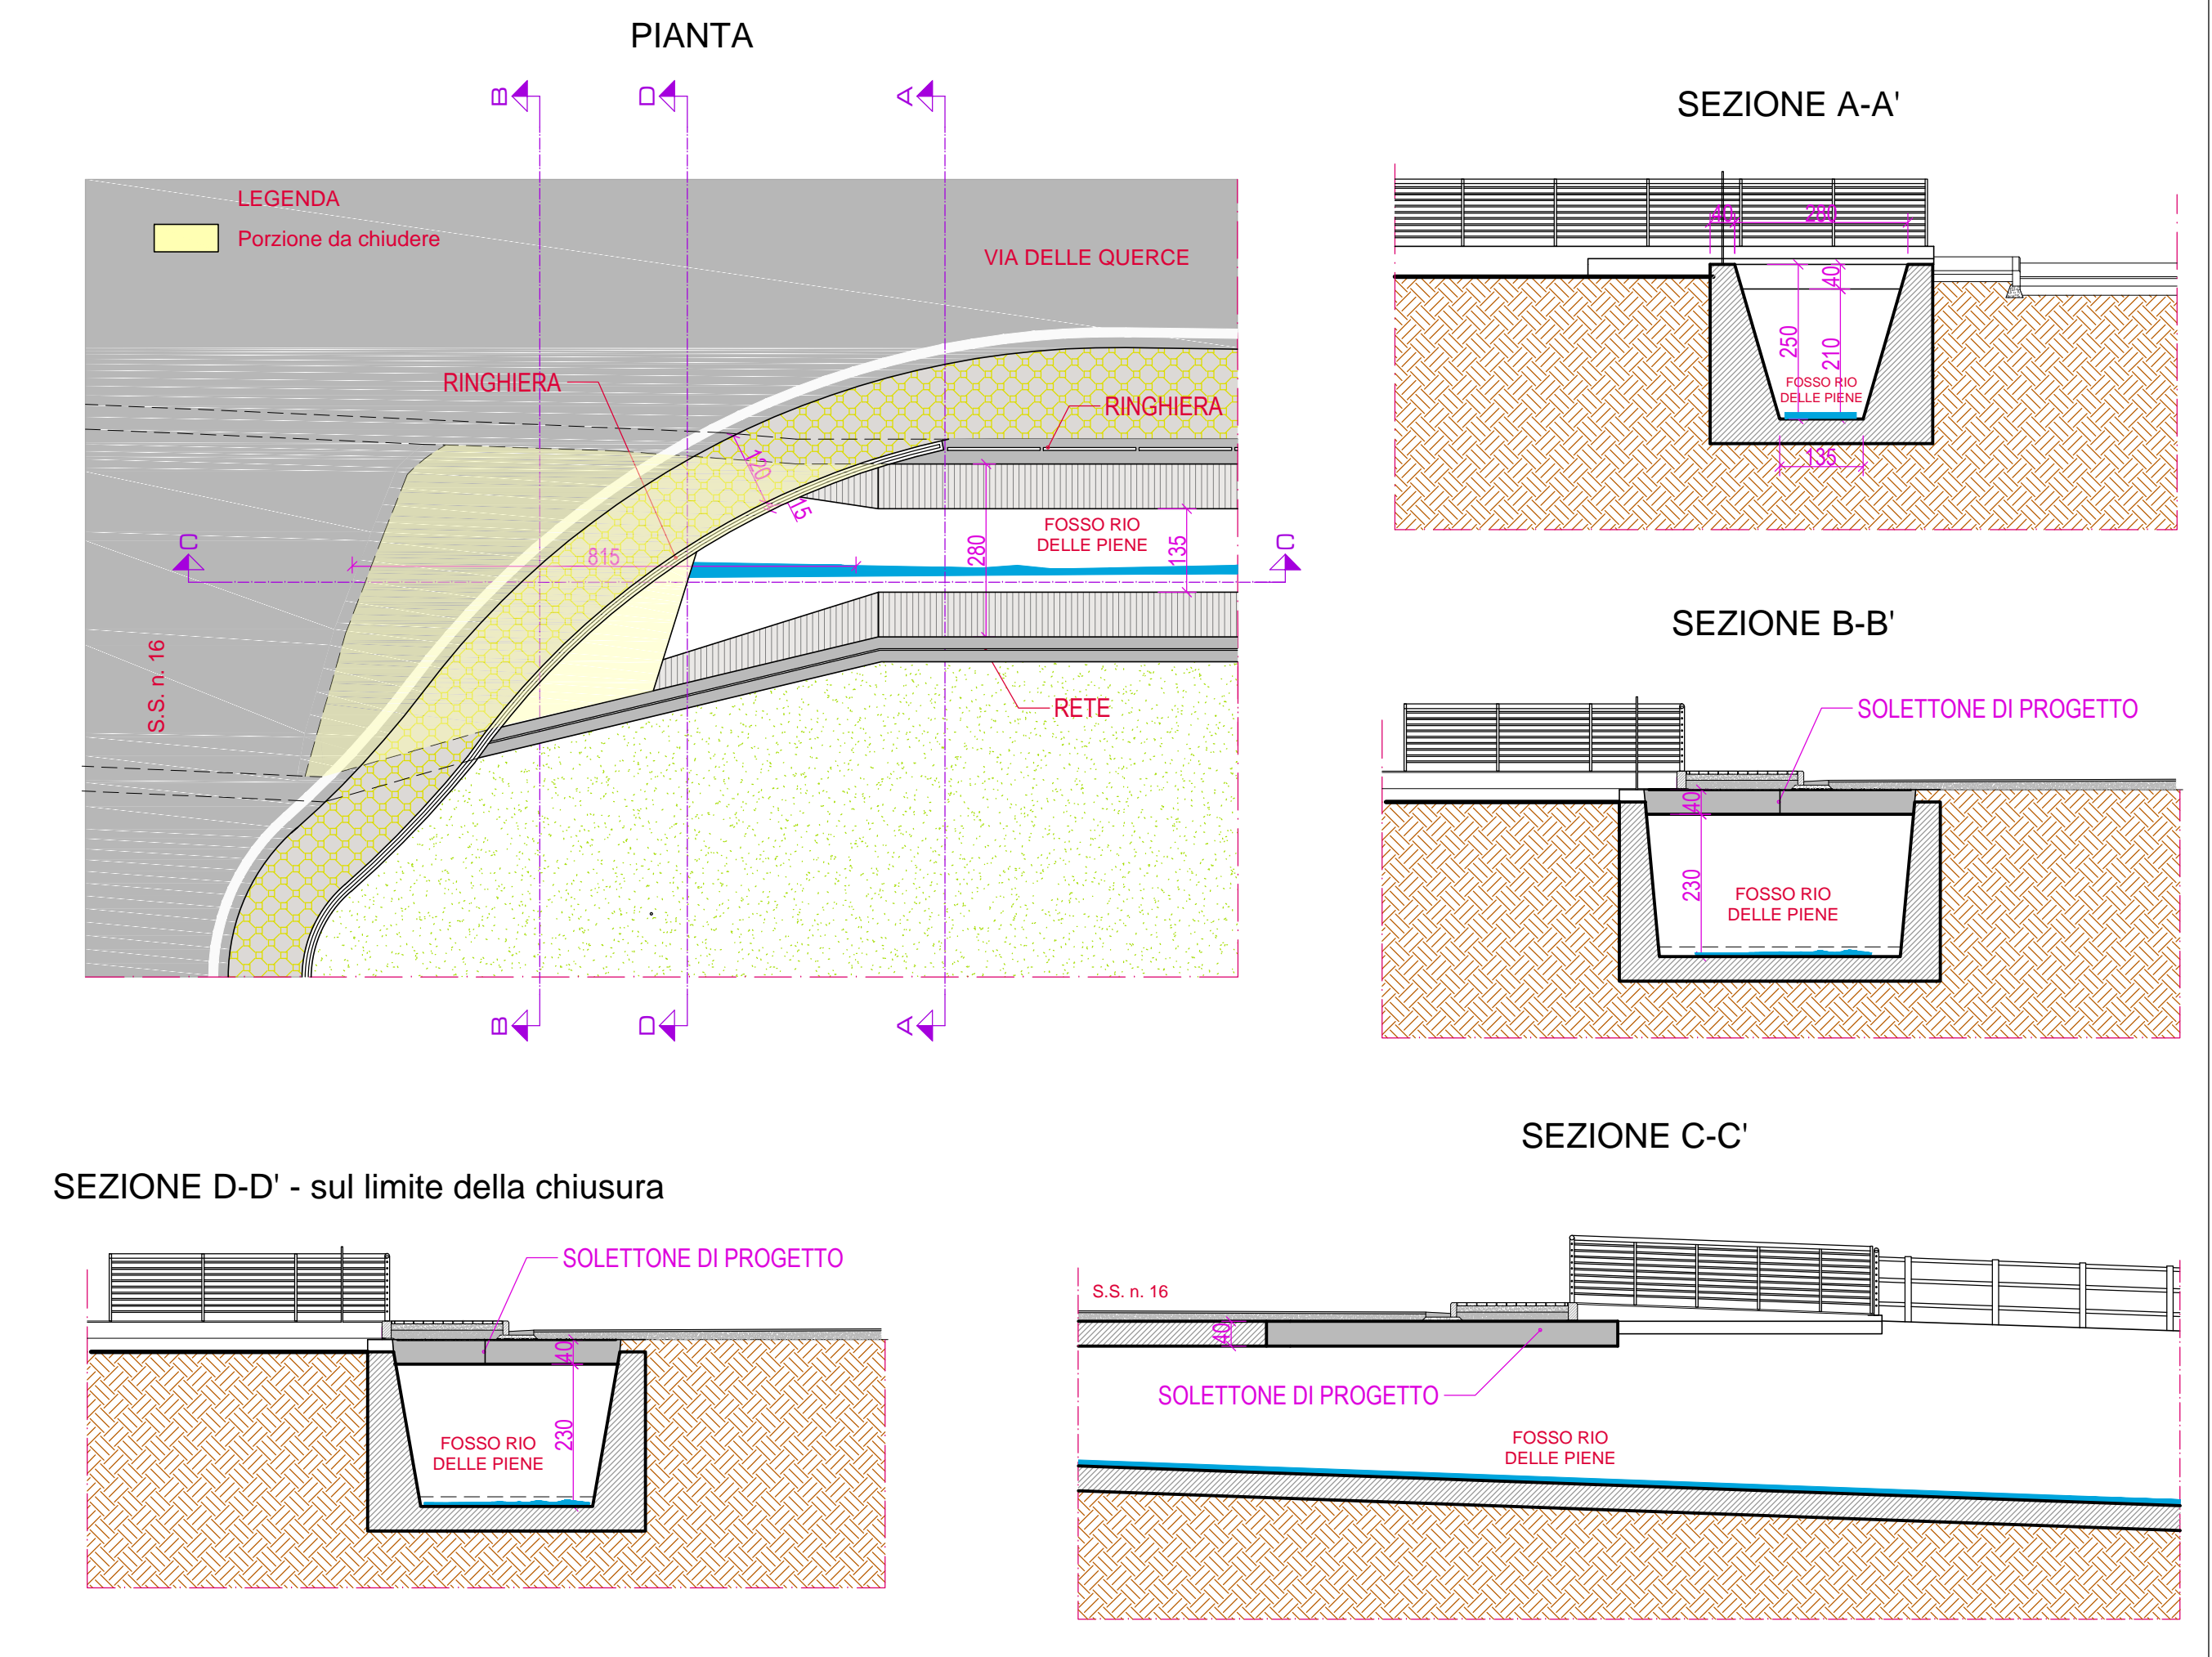 PIANTA
B
D
A
LEGENDA
Porzione da chiudere
VIA DELLE QUERCE
RINGHIERA
RINGHIERA
120
15
FOSSO RIO
DELLE PIENE
280
135
815
C
C
S.S. n. 16
RETE
B
D
A
SEZIONE A-A'
40
280
40
250
210
FOSSO RIO
DELLE PIENE
135
SEZIONE B-B'
SOLETTONE DI PROGETTO
40
230
FOSSO RIO
DELLE PIENE
SEZIONE D-D' - sul limite della chiusura
SOLETTONE DI PROGETTO
40
230
FOSSO RIO
DELLE PIENE
SEZIONE C-C'
S.S. n. 16
40
SOLETTONE DI PROGETTO
FOSSO RIO
DELLE PIENE